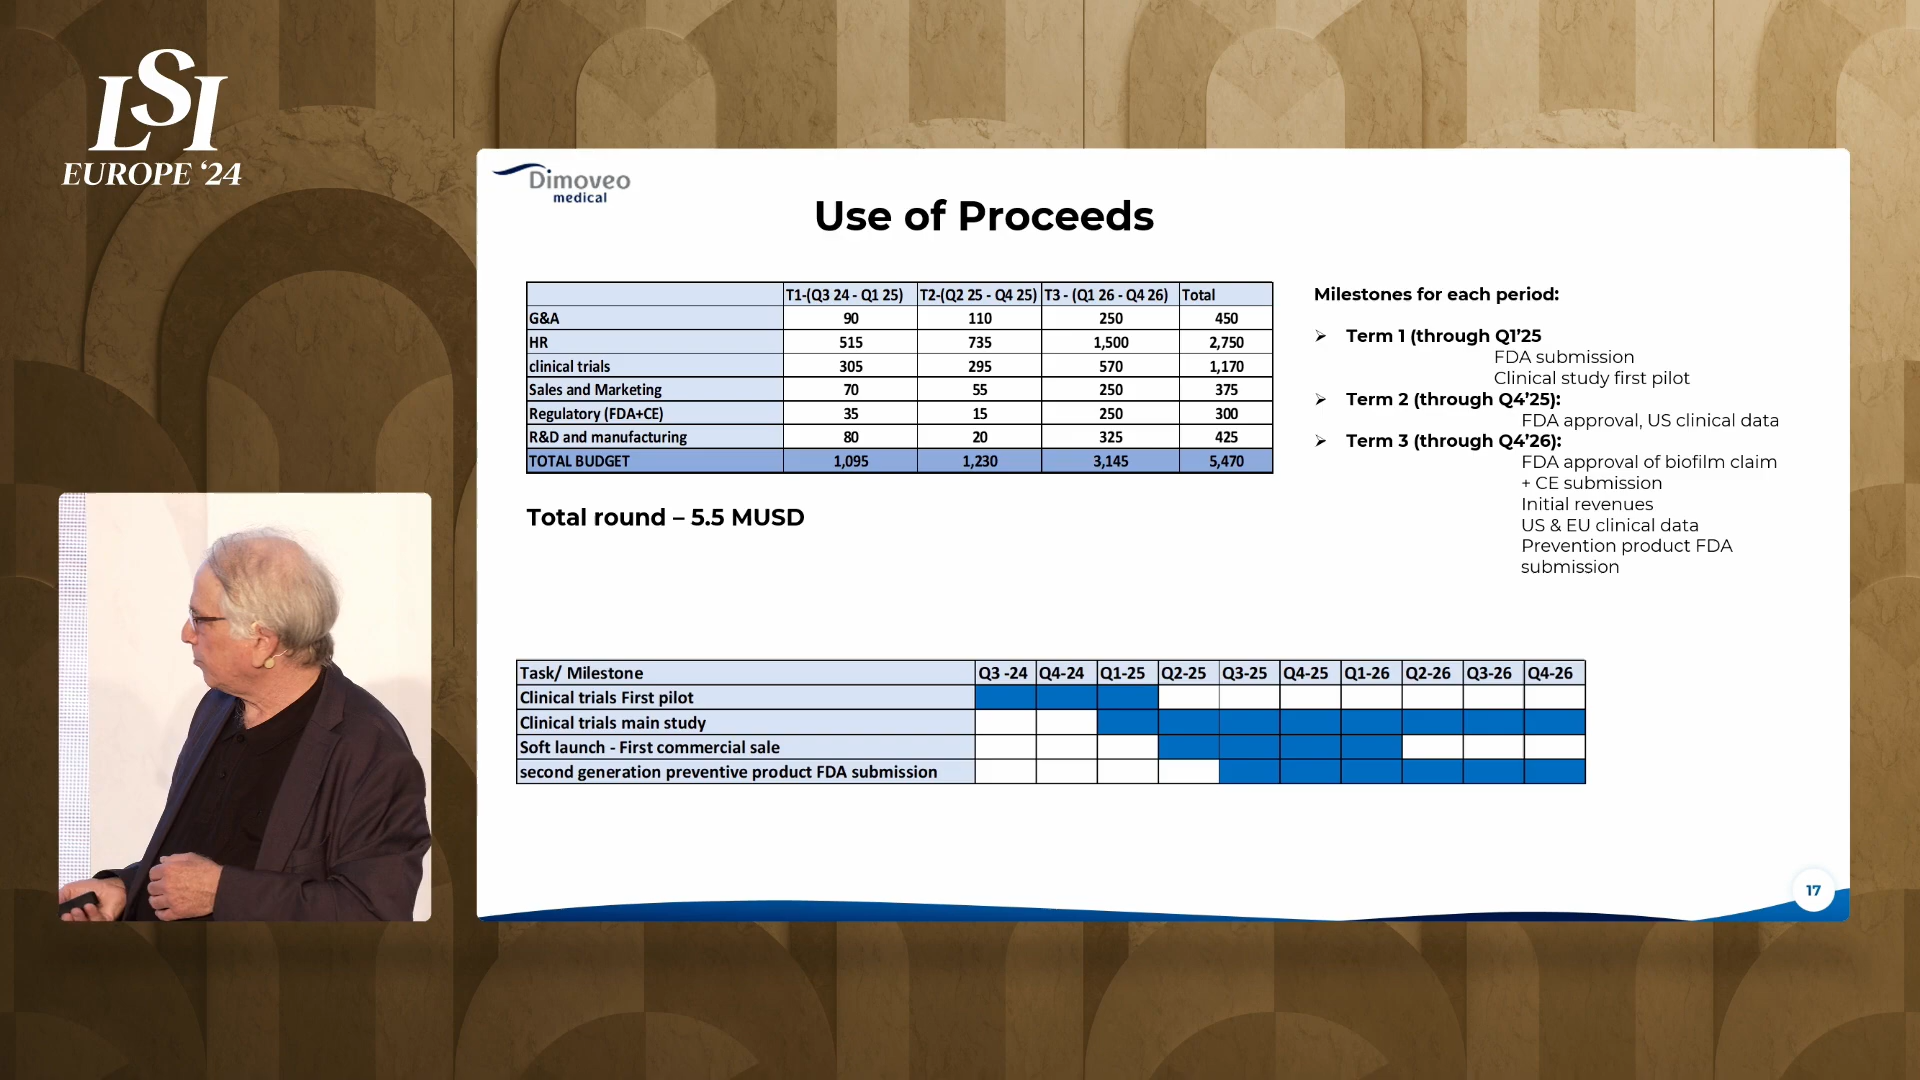 LSI
EUROPE ‘24
Dimoveo
medical
Use of Proceeds
T1-(Q3 24 - Q1 25) T2-(Q2 25 - Q4 25) T3 - (Q1 26 - Q4 26) Total
G&A 90 110 250 450
HR 515 735 1,500 2,750
clinical trials 305 295 570 1,170
Sales and Marketing 70 55 250 375
Regulatory (FDA+CE) 35 15 250 300
R&D and manufacturing 80 20 325 425
TOTAL BUDGET 1,095 1,230 3,145 5,470
Total round – 5.5 MUSD
Milestones for each period:
➢ Term 1 (through Q1’25
FDA submission
Clinical study first pilot
➢ Term 2 (through Q4’25):
FDA approval, US clinical data
➢ Term 3 (through Q4’26):
FDA approval of biofilm claim
+ CE submission
Initial revenues
US & EU clinical data
Prevention product FDA
submission
Task/ Milestone Q3 -24 Q4-24 Q1-25 Q2-25 Q3-25 Q4-25 Q1-26 Q2-26 Q3-26 Q4-26
Clinical trials First pilot
Clinical trials main study
Soft launch - First commercial sale
second generation preventive product FDA submission
17